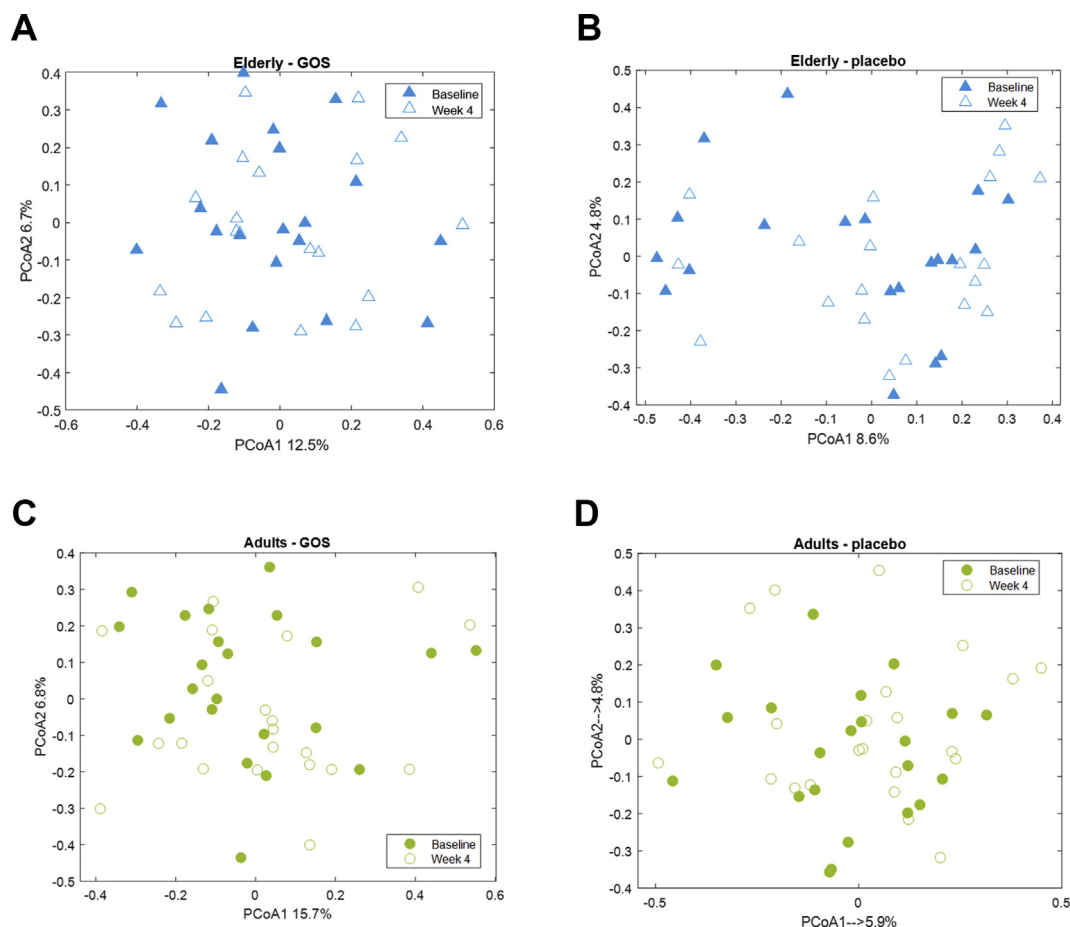 A
Elderly - GOS
Baseline
Week 4
0.4
0.3
0.2
0.1
0
-0.1
-0.2
-0.3
-0.4
-0.5
PCoA2 6.7%
-0.6
-0.4
-0.2
0
0.2
0.4
0.6
PCoA1 12.5%
B
Elderly - placebo
Baseline
Week 4
0.5
0.4
0.3
0.2
0.1
0
-0.1
-0.2
-0.3
-0.4
PCoA2 4.8%
-0.5
-0.4
-0.3
-0.2
-0.1
0
0.1
0.2
0.3
0.4
PCoA1 8.6%
C
Adults - GOS
0.4
0.3
0.2
0.1
0
-0.1
-0.2
-0.3
-0.4
-0.5
PCoA2 6.8%
Baseline
Week 4
-0.4
-0.2
0
0.2
0.4
0.6
PCoA1 15.7%
D
Adults - placebo
Baseline
Week 4
0.5
0.4
0.3
0.2
0.1
0
-0.1
-0.2
-0.3
-0.4
PCoA2-->4.8%
-0.5
0
0.5
PCoA1-->5.9%